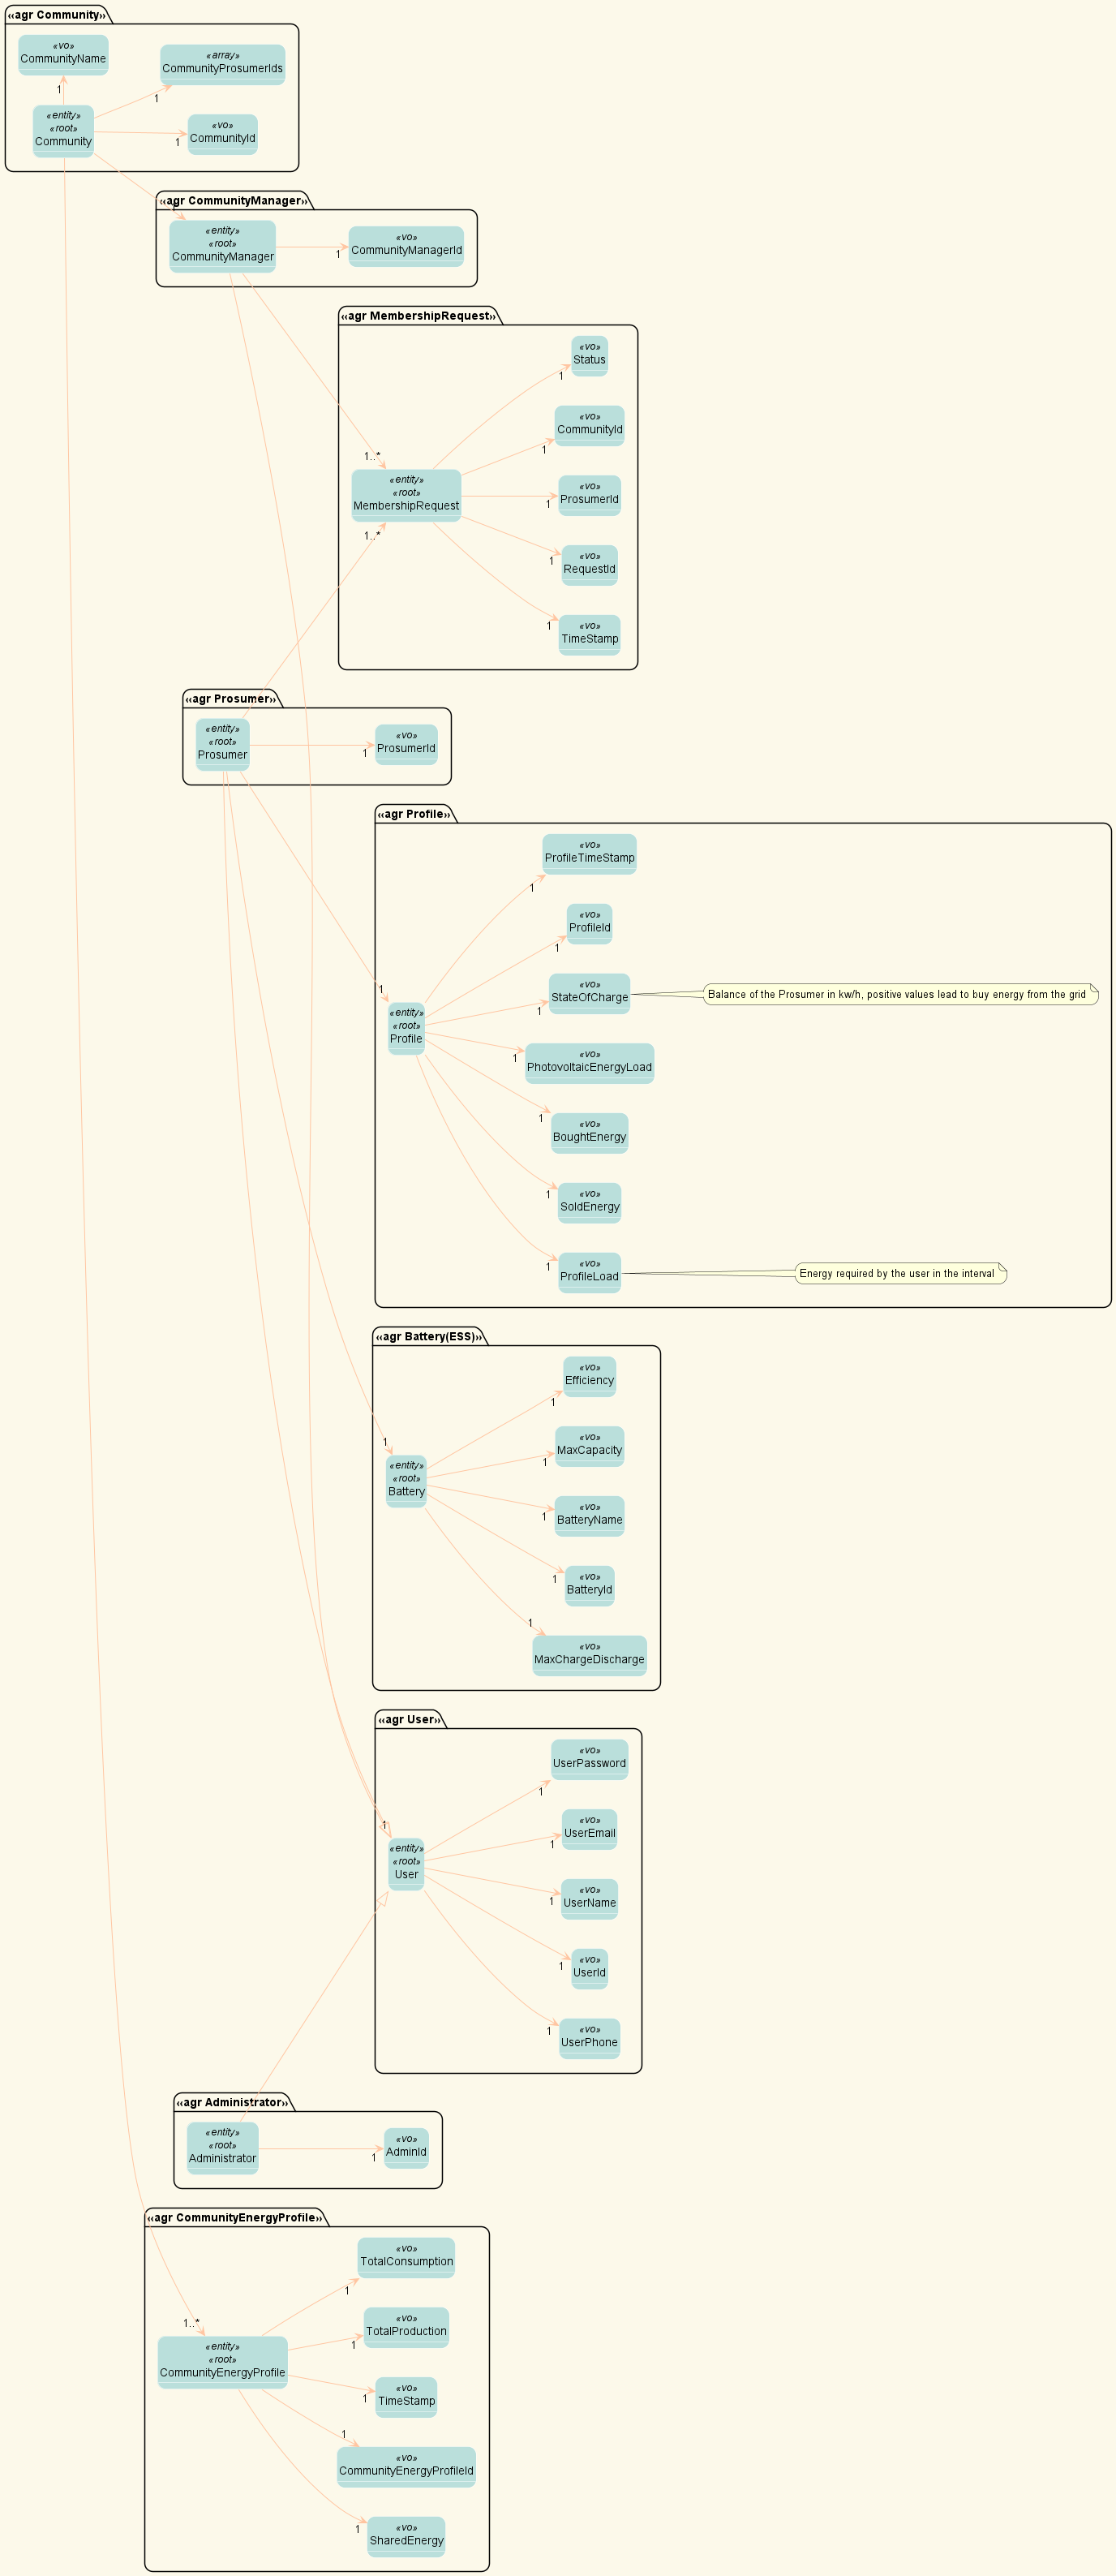 ‹‹agr Community››
«vo»
CommunityName
«array»
CommunityProsumerIds
1
1
«entity»
«root»
Community
«vo»
CommunityId
1
‹‹agr CommunityManager››
1
«entity»
«root»
CommunityManager
«vo»
CommunityManagerId
1
‹‹agr MembershipRequest››
«vo»
Status
1
«vo»
CommunityId
1
1..*
«entity»
«root»
MembershipRequest
«vo»
ProsumerId
1
1..*
«vo»
RequestId
1
«vo»
TimeStamp
1
‹‹agr Prosumer››
«entity»
«root»
Prosumer
«vo»
ProsumerId
1
‹‹agr Profile››
«vo»
ProfileTimeStamp
1
«vo»
ProfileId
1
«vo»
StateOfCharge
1
Balance of the Prosumer in kw/h, positive values lead to buy energy from the grid
1
«entity»
«root»
Profile
«vo»
PhotovoltaicEnergyLoad
1
«vo»
BoughtEnergy
1
«vo»
SoldEnergy
1
«vo»
ProfileLoad
1
Energy required by the user in the interval
‹‹agr Battery(ESS)››
«vo»
Efficiency
1
«vo»
MaxCapacity
1
1
«entity»
«root»
Battery
«vo»
BatteryName
1
«vo»
BatteryId
1
«vo»
MaxChargeDischarge
1
‹‹agr User››
«vo»
UserPassword
1
«vo»
UserEmail
1
1
«entity»
«root»
User
«vo»
UserName
1
«vo»
UserId
1
«vo»
UserPhone
1
‹‹agr Administrator››
«entity»
«root»
Administrator
«vo»
AdminId
1
‹‹agr CommunityEnergyProfile››
«vo»
TotalConsumption
1
«vo»
TotalProduction
1
1..*
«entity»
«root»
CommunityEnergyProfile
«vo»
TimeStamp
1
1
«vo»
CommunityEnergyProfileId
«vo»
SharedEnergy
1